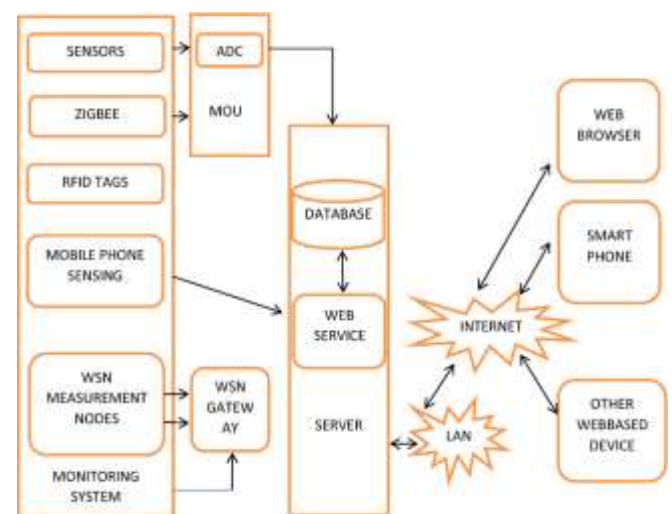 SENSORS
ADC
ZIGBEE
MOU
RFID TAGS
MOBILE PHONE
SENSING
WSN
MEASUREMENT
NODES
MONITORING
SYSTEM
WSN
GATEW
AY
DATABASE
WEB
SERVICE
SERVER
INTERNET
LAN
WEB
BROWSER
SMART
PHONE
OTHER
WEBBASED
DEVICE